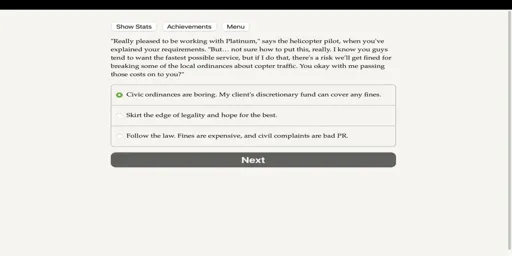 Show Stats Achievements Menu
"Really pleased to be working with Platinum," says the helicopter pilot, when you've
explained your requirements. "But… not sure how to put this, really. I know you guys
tend to want the fastest possible service, but if I do that, there's a risk we'll get fined for
breaking some of the local ordinances about copter traffic. You okay with me passing
those costs on to you?"
Civic ordinances are boring. My client's discretionary fund can cover any fines.
Skirt the edge of legality and hope for the best.
Follow the law. Fines are expensive, and civil complaints are bad PR.
Next